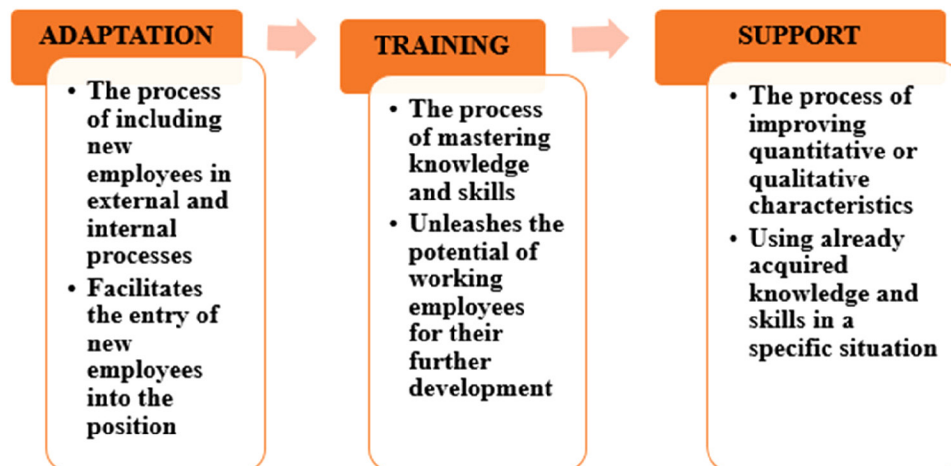 ADAPTATION
• The process
of including
new
employees in
external and
internal
processes
• Facilitates
the entry of
new
employees
into the
position
TRAINING
• The process
of mastering
knowledge
and skills
• Unleashes the
potential of
working
employees
for their
further
development
SUPPORT
• The process of
improving
quantitative or
qualitative
characteristics
• Using already
acquired
knowledge and
skills in a
specific situation